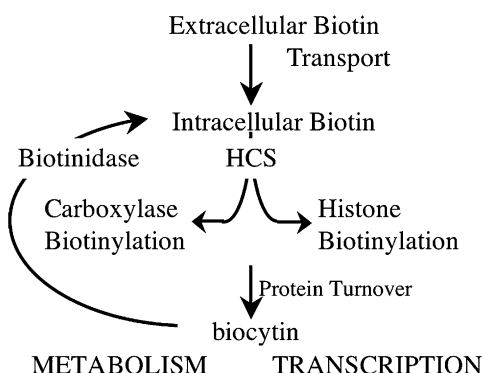 Extracellular Biotin
Transport
Intracellular Biotin
Biotinidase
HCS
Carboxylase
Biotinylation
Histone
Biotinylation
Protein Turnover
biocytin
METABOLISM
TRANSCRIPTION